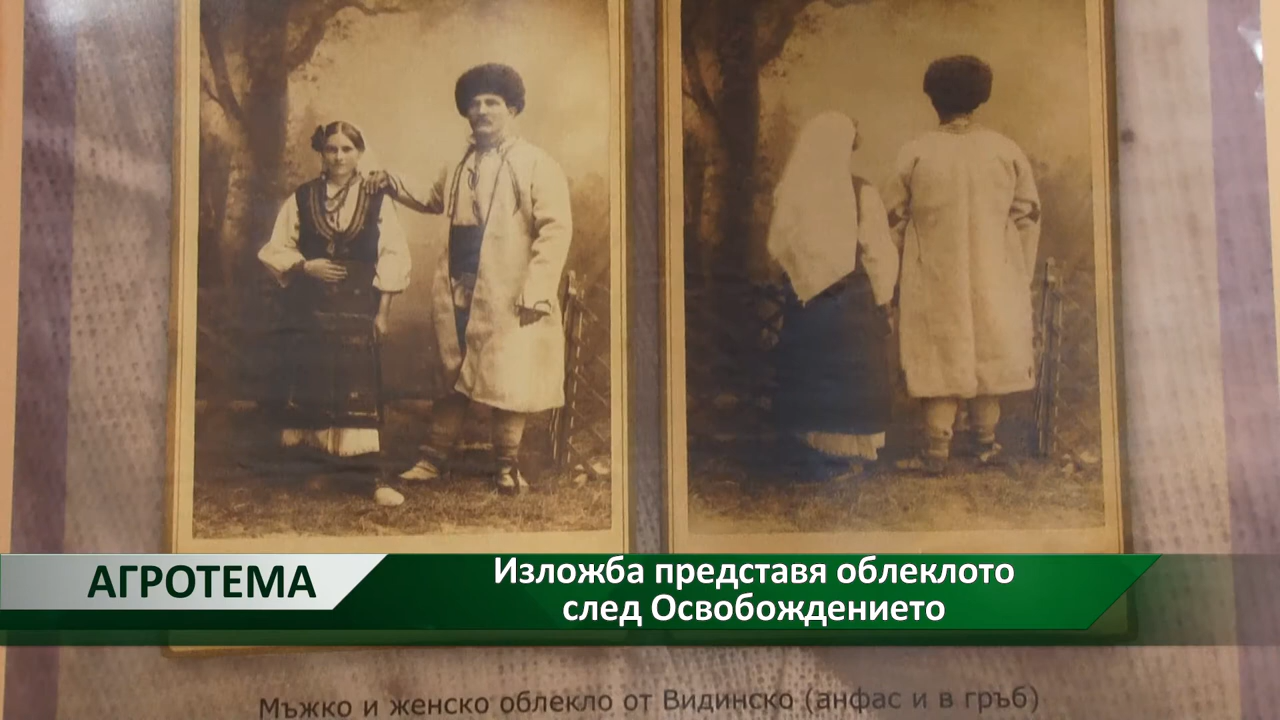 АГРОТЕМА
Изложба представя облеклото
след Освобождението
Мъжко и женско облекло от Видинско (анфас и в гръб)